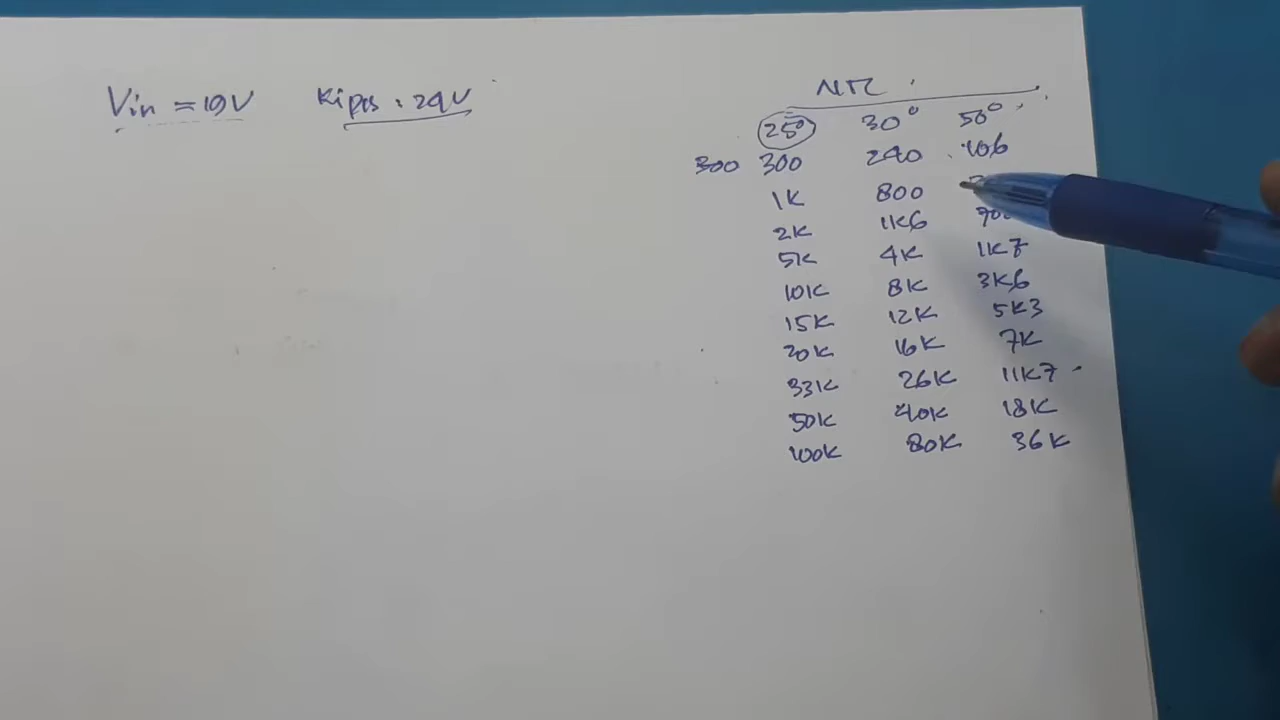 Vin = 19V Kipas : 24V
NTC
25° 30° 50°
300 300 240 106
1K 800
2K 1K6
5K 4K 1K7
10K 8K 3K6
15K 12K 5K3
20K 16K 7K
33K 26K 11K7
50K 40K 18K
100K 80K 36K